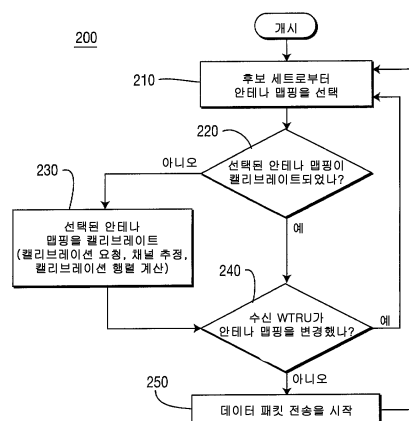 200
개시
210
후보 세트로부터
안테나 맵핑을 선택
220
선택된 안테나 맵핑이
캘리브레이트되었나?
아니오
예
230
선택된 안테나
맵핑을 캘리브레이트
(캘리브레이션 요청, 채널 추정,
캘리브레이션 행렬 계산)
240
수신 WTRU가
안테나 맵핑을 변경했나?
예
아니오
250
데이터 패킷 전송을 시작